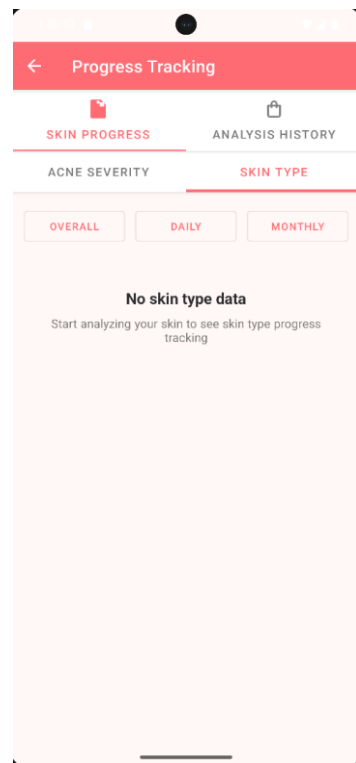 Progress Tracking
SKIN PROGRESS
ANALYSIS HISTORY
ACNE SEVERITY
SKIN TYPE
OVERALL
DAILY
MONTHLY
No skin type data
Start analyzing your skin to see skin type progress
tracking